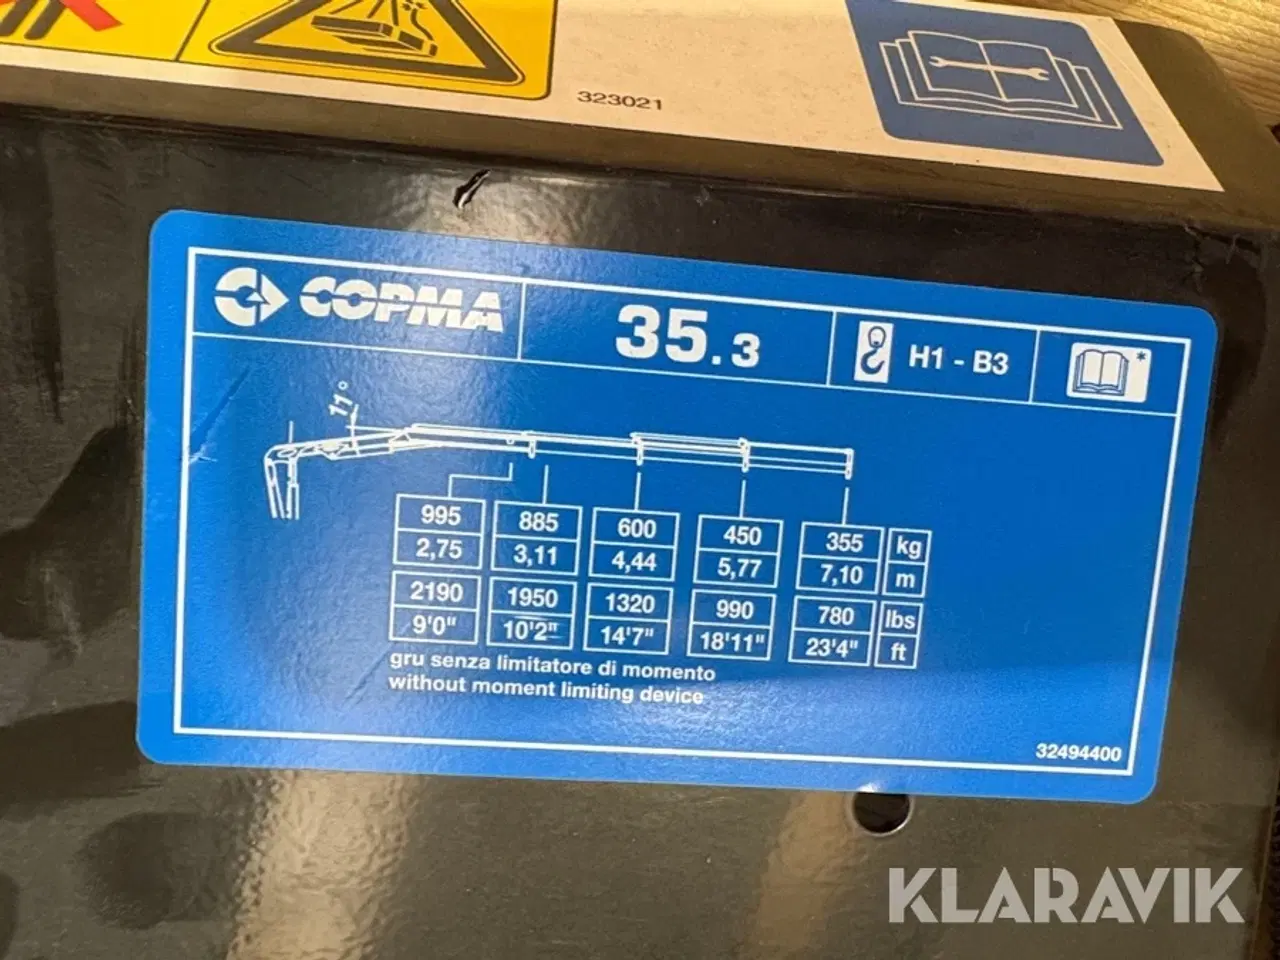 323021
COPMA
35.3
H1 - B3
*
11°
995 885 600 450 355 kg
2,75 3,11 4,44 5,77 7,10 m
2190 1950 1320 990 780 lbs
9'0" 10'2" 14'7" 18'11" 23'4" ft
gru senza limitatore di momento
without moment limiting device
32494400
KLARAVIK